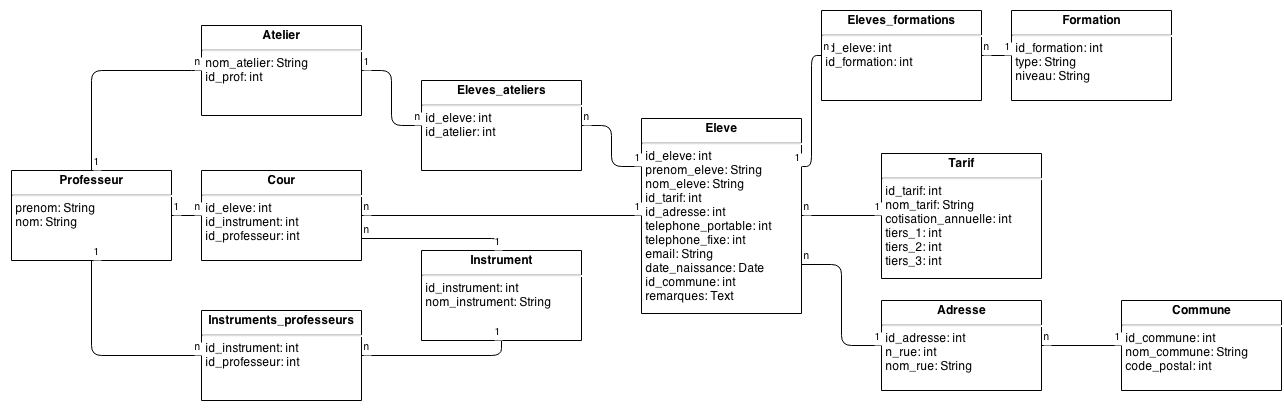 Atelier
nom_atelier: String
id_prof: int
Eleves_ateliers
id_eleve: int
id_atelier: int
Eleves_formations
id_eleve: int
id_formation: int
Formation
id_formation: int
type: String
niveau: String
Professeur
prenom: String
nom: String
Cour
id_eleve: int
id_instrument: int
id_professeur: int
Eleve
id_eleve: int
prenom_eleve: String
nom_eleve: String
id_tarif: int
id_adresse: int
telephone_portable: int
telephone_fixe: int
email: String
date_naissance: Date
id_commune: int
remarques: Text
Tarif
id_tarif: int
nom_tarif: String
cotisation_annuelle: int
tiers_1: int
tiers_2: int
tiers_3: int
Instrument
id_instrument: int
nom_instrument: String
Instruments_professeurs
id_instrument: int
id_professeur: int
Adresse
id_adresse: int
n_rue: int
nom_rue: String
Commune
id_commune: int
nom_commune: String
code_postal: int
n
1
1
n
n
1
1
n
n
1
1
n
n
1
n
1
1
n
n
1
n
1
n
1
n
1